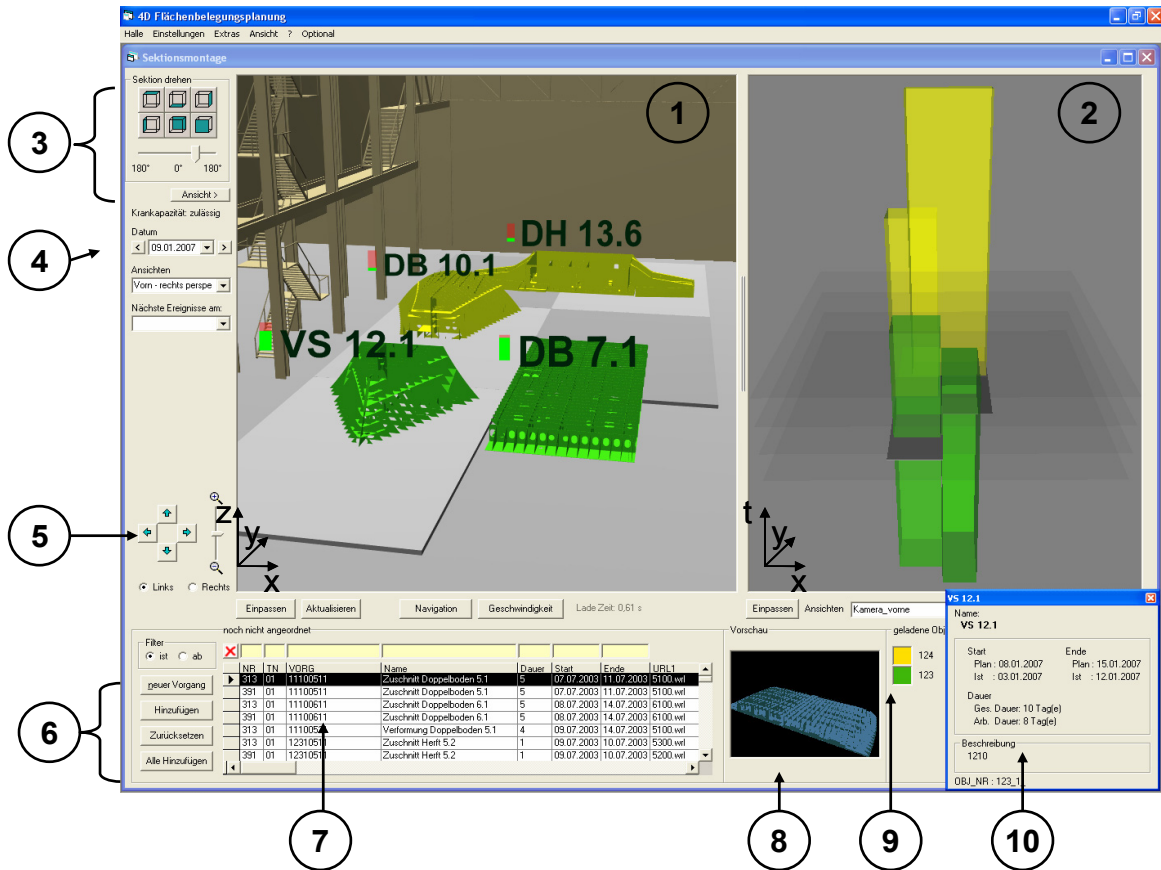 4D Flächenbelegungsplanung
Halle Einstellungen Extras Ansicht ? Optional
Sektionsmontage
Sektion drehen
180° 0° 180°
Ansicht >
Krankapazität: zulässig
Datum
< 09.01.2007 >
Ansichten
Vorn - rechts perspe
Nächste Ereignisse am:
Links Rechts
1
2
3
4
5
6
7
8
9
10
DH 13.6
DB 10.1
VS 12.1
DB 7.1
z
y
x
t
y
x
Einpassen Aktualisieren Navigation Geschwindigkeit Lade Zeit: 0,61 s
Einpassen Ansichten Kamera_vorne
noch nicht angeordnet
Filter
ist ab
neuer Vorgang
Hinzufügen
Zurücksetzen
Alle Hinzufügen
NR TN VORG Name Dauer Start Ende URL1
313 01 11100511 Zuschnitt Doppelboden 5.1 5 07.07.2003 11.07.2003 5100.wrl
391 01 11100511 Zuschnitt Doppelboden 5.1 5 07.07.2003 11.07.2003 5100.wrl
313 01 11100611 Zuschnitt Doppelboden 6.1 5 08.07.2003 14.07.2003 6100.wrl
391 01 11100611 Zuschnitt Doppelboden 6.1 5 08.07.2003 14.07.2003 6100.wrl
313 01 Verformung Doppelboden 5.1 4 09.07.2003 14.07.2003 5100.wrl
313 01 Zuschnitt Herft 5.2 1 09.07.2003 10.07.2003 5300.wrl
391 01 Zuschnitt Herft 5.2 1 09.07.2003 10.07.2003 5200.wrl
Vorschau
geladene Obj
124
123
VS 12.1
Name:
VS 12.1
Start Ende
Plan : 08.01.2007 Plan : 15.01.2007
Ist : 03.01.2007 Ist : 12.01.2007
Dauer
Ges. Dauer: 10 Tag(e)
Arb. Dauer: 8 Tag(e)
Beschreibung
1210
OBJ_NR : 123_1